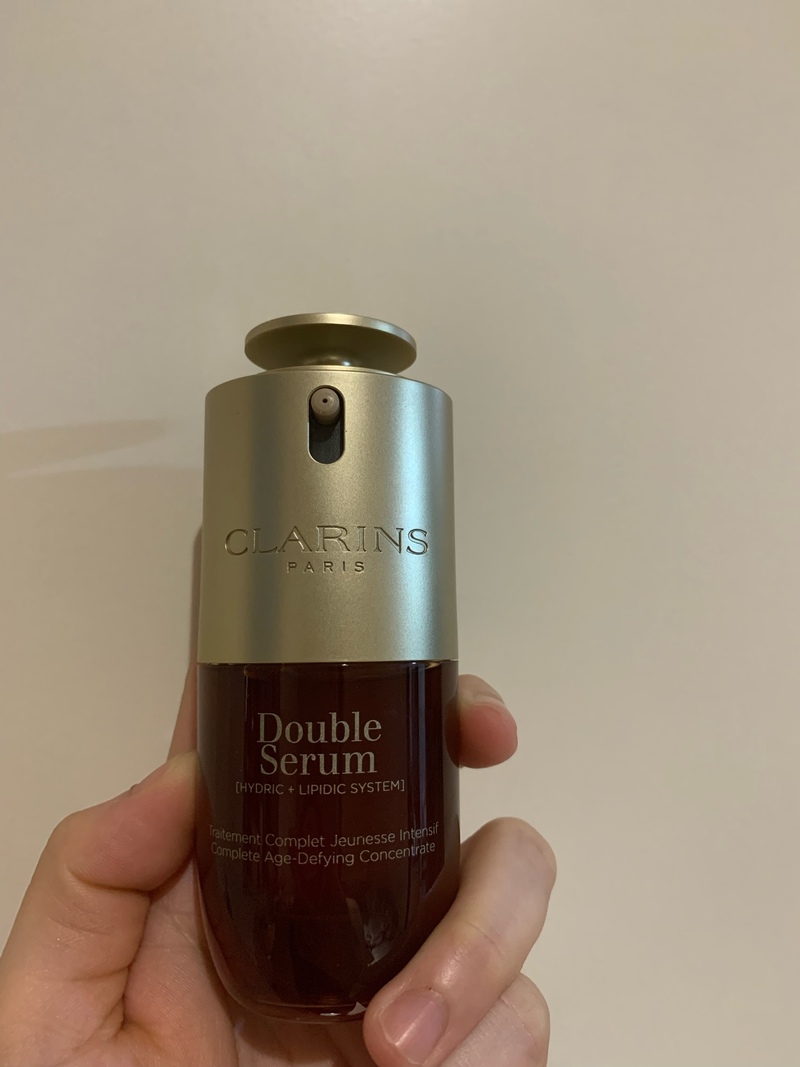 CLARINS
PARIS
Double
Serum
[HYDRIC + LIPIDIC SYSTEM]
Traitement Complet Jeunesse Intensif
Complete Age-Defying Concentrate